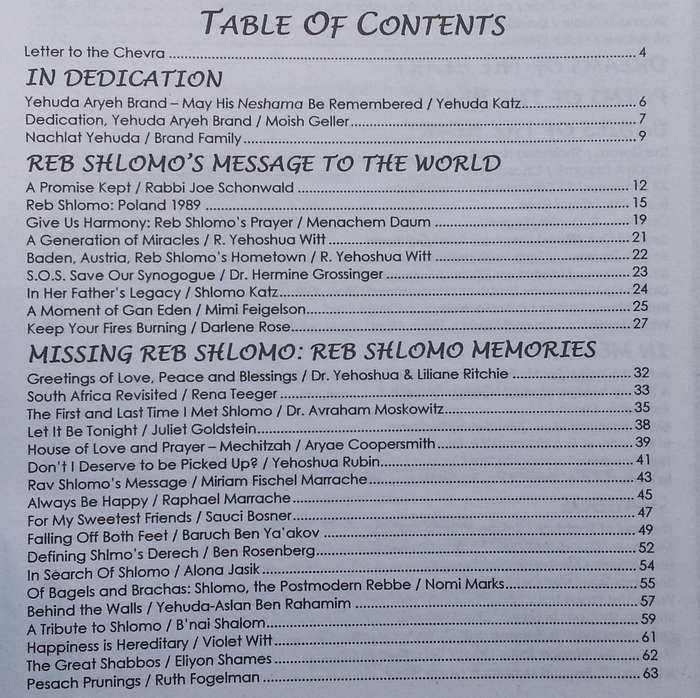 TABLE OF CONTENTS
Letter to the Chevra ........ 4
IN DEDICATION
Yehuda Aryeh Brand – May His Neshama Be Remembered / Yehuda Katz ........ 6
Dedication, Yehuda Aryeh Brand / Moish Geller ........ 7
Nachlat Yehuda / Brand Family ........ 9
REB SHLOMO'S MESSAGE TO THE WORLD
A Promise Kept / Rabbi Joe Schonwald ........ 12
Reb Shlomo: Poland 1989 ........ 15
Give Us Harmony: Reb Shlomo's Prayer / Menachem Daum ........ 19
A Generation of Miracles / R. Yehoshua Witt ........ 21
Baden, Austria, Reb Shlomo's Hometown / R. Yehoshua Witt ........ 22
S.O.S. Save Our Synogogue / Dr. Hermine Grossinger ........ 23
In Her Father's Legacy / Shlomo Katz ........ 24
A Moment of Gan Eden / Mimi Feigelson ........ 25
Keep Your Fires Burning / Darlene Rose ........ 27
MISSING REB SHLOMO: REB SHLOMO MEMORIES
Greetings of Love, Peace and Blessings / Dr. Yehoshua & Liliane Ritchie ........ 32
South Africa Revisited / Rena Teeger ........ 33
The First and Last Time I Met Shlomo / Dr. Avraham Moskowitz ........ 35
Let It Be Tonight / Juliet Goldstein ........ 38
House of Love and Prayer – Mechitzah / Aryae Coopersmith ........ 39
Don't I Deserve to be Picked Up? / Yehoshua Rubin ........ 41
Rav Shlomo's Message / Miriam Fischel Marrache ........ 43
Always Be Happy / Raphael Marrache ........ 45
For My Sweetest Friends / Sauci Bosner ........ 47
Falling Off Both Feet / Baruch Ben Ya'akov ........ 49
Defining Shlmo's Derech / Ben Rosenberg ........ 52
In Search Of Shlomo / Alona Jasik ........ 54
Of Bagels and Brachas: Shlomo, the Postmodern Rebbe / Nomi Marks ........ 55
Behind the Walls / Yehuda-Aslan Ben Rahamim ........ 57
A Tribute to Shlomo / B'nai Shalom ........ 59
Happiness is Hereditary / Violet Witt ........ 61
The Great Shabbos / Eliyon Shames ........ 62
Pesach Prunings / Ruth Fogelman ........ 63